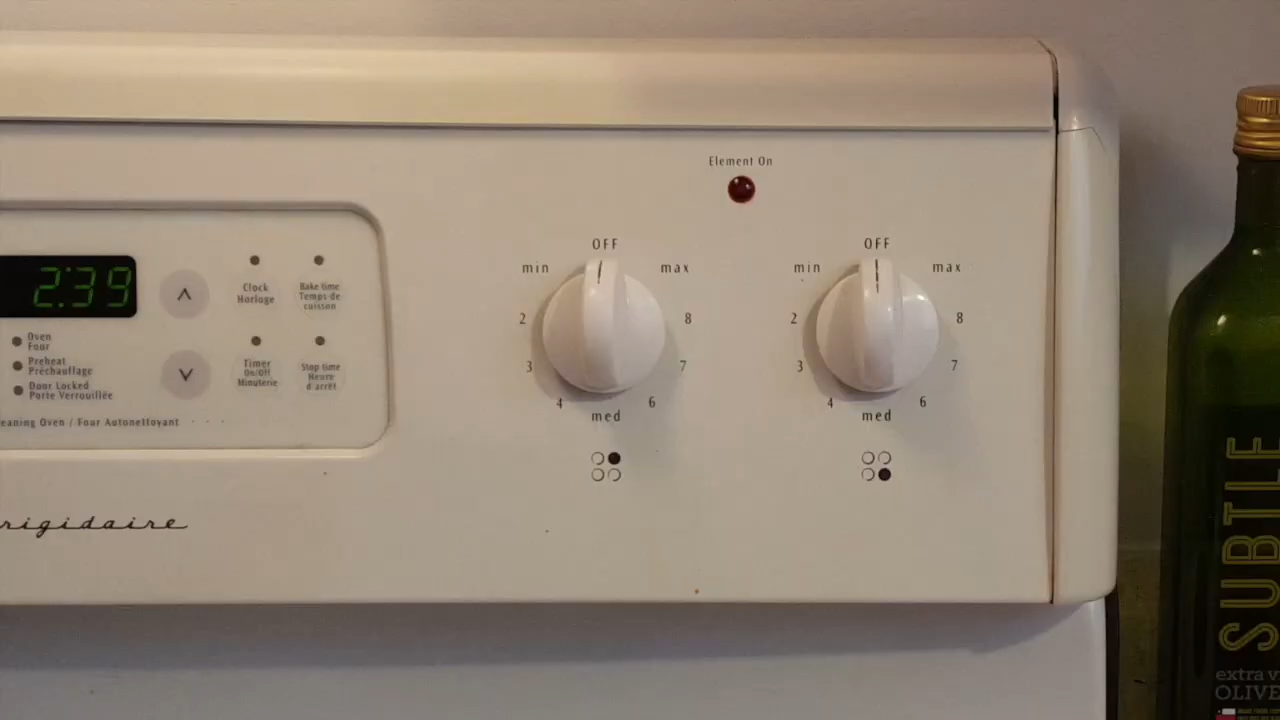 Element On
OFF
min
max
2
8
3
7
4
6
med
OFF
min
max
2
8
3
7
4
6
med
2:39
Clock
Horloge
Bake time
Temps de
cuisson
Oven
Four
Preheat
Préchauffage
Door Locked
Porte Verrouillée
Timer
On/Off
Minuterie
Stop time
Heure
d'arrêt
eaning Oven / Four Autonettoyant
rigidaire
SUBTLE
extra v
OLIVE